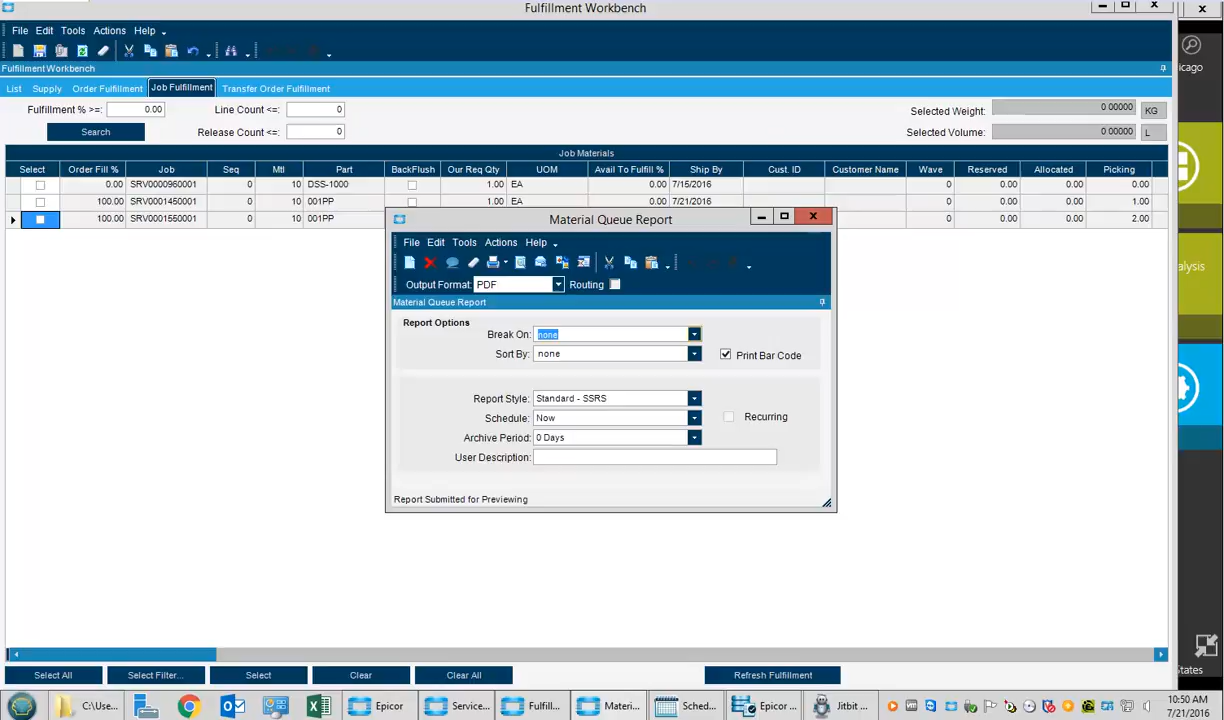 Fulfillment Workbench
File Edit Tools Actions Help
Fulfillment Workbench
List Supply Order Fulfillment Job Fulfillment Transfer Order Fulfillment
Fulfillment % >=: 0.00 Line Count <=: 0 Selected Weight: 0 00000 KG
Search Release Count <=: 0 Selected Volume: 0 00000 L
Job Materials
Select Order Fill % Job Seq Mtl Part BackFlush Our Req Qty UOM Avail To Fulfill % Ship By Cust. ID Customer Name Wave Reserved Allocated Picking
0.00 SRV0000960001 0 10 DSS-1000 1.00 EA 0.00 7/15/2016 0 0.00 0.00 0.00
100.00 SRV0001450001 0 10 001PP 1.00 EA 0.00 7/21/2016 0 0.00 0.00 1.00
100.00 SRV0001550001 0 10 001PP 0 0.00 0.00 2.00
Material Queue Report
File Edit Tools Actions Help
Output Format: PDF Routing
Material Queue Report
Report Options
Break On: none
Sort By: none Print Bar Code
Report Style: Standard - SSRS
Schedule: Now Recurring
Archive Period: 0 Days
User Description:
Report Submitted for Previewing
Select All Select Filter... Select Clear Clear All Refresh Fulfillment
icago
alysis
States
C:\Use... Epicor Service... Fulfill... Materi... Sched... Epicor ... Jitbit ...
10:50 AM
7/21/2016